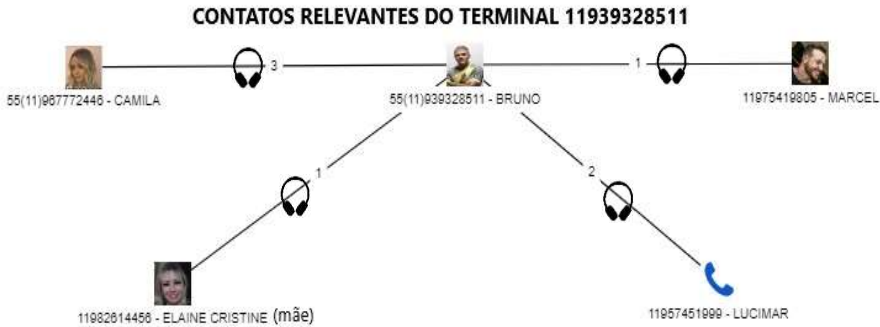 CONTATOS RELEVANTES DO TERMINAL 11939328511
3
1
55(11)967772446 - CAMILA
55(11)939328511 - BRUNO
11975419805 - MARCEL
1
2
11982614456 - ELAINE CRISTINE (mãe)
11957451999 - LUCIMAR